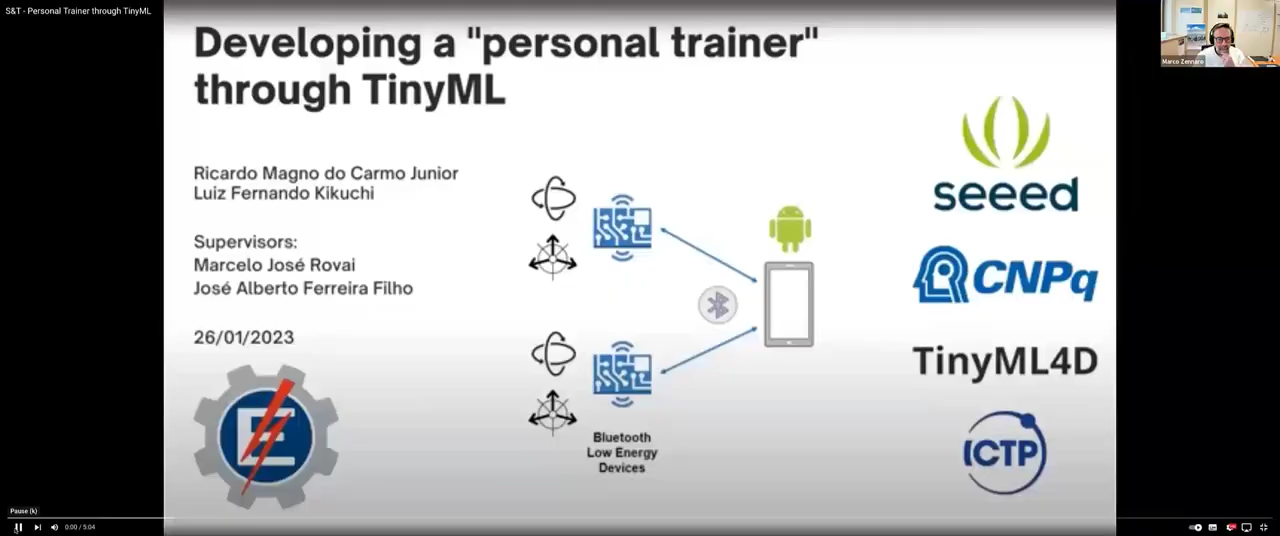 S&T - Personal Trainer through TinyML
Marco Zennaro
Developing a "personal trainer"
through TinyML
Ricardo Magno do Carmo Junior
Luiz Fernando Kikuchi
Supervisors:
Marcelo José Rovai
José Alberto Ferreira Filho
26/01/2023
E
Bluetooth
Low Energy
Devices
seeed
CNPq
TinyML4D
ICTP
Pause (k)
0:00 / 5:04